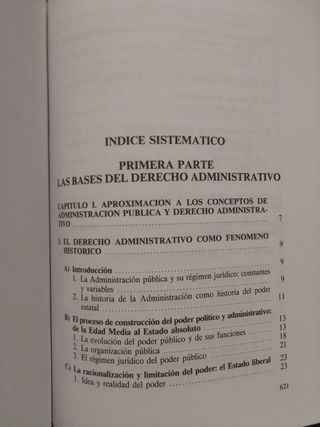 INDICE SISTEMATICO
PRIMERA PARTE
LAS BASES DEL DERECHO ADMINISTRATIVO
CAPITULO I. APROXIMACION A LOS CONCEPTOS DE
ADMINISTRACION PUBLICA Y DERECHO ADMINISTRA-
TIVO 7
I. EL DERECHO ADMINISTRATIVO COMO FENOMENO
HISTORICO 9
A) Introducción 9
1. La Administración pública y su régimen jurídico: constantes
y variables 9
2. La historia de la Administración como historia del poder
estatal 11
B) El proceso de construcción del poder político y administrativo:
de la Edad Media al Estado absoluto 13
1. La evolución del poder público y de sus funciones 13
2. La organización pública 18
3. El régimen jurídico del poder público 21
C) La racionalización y limitación del poder: el Estado liberal 23
1. Idea y realidad del poder 23
621